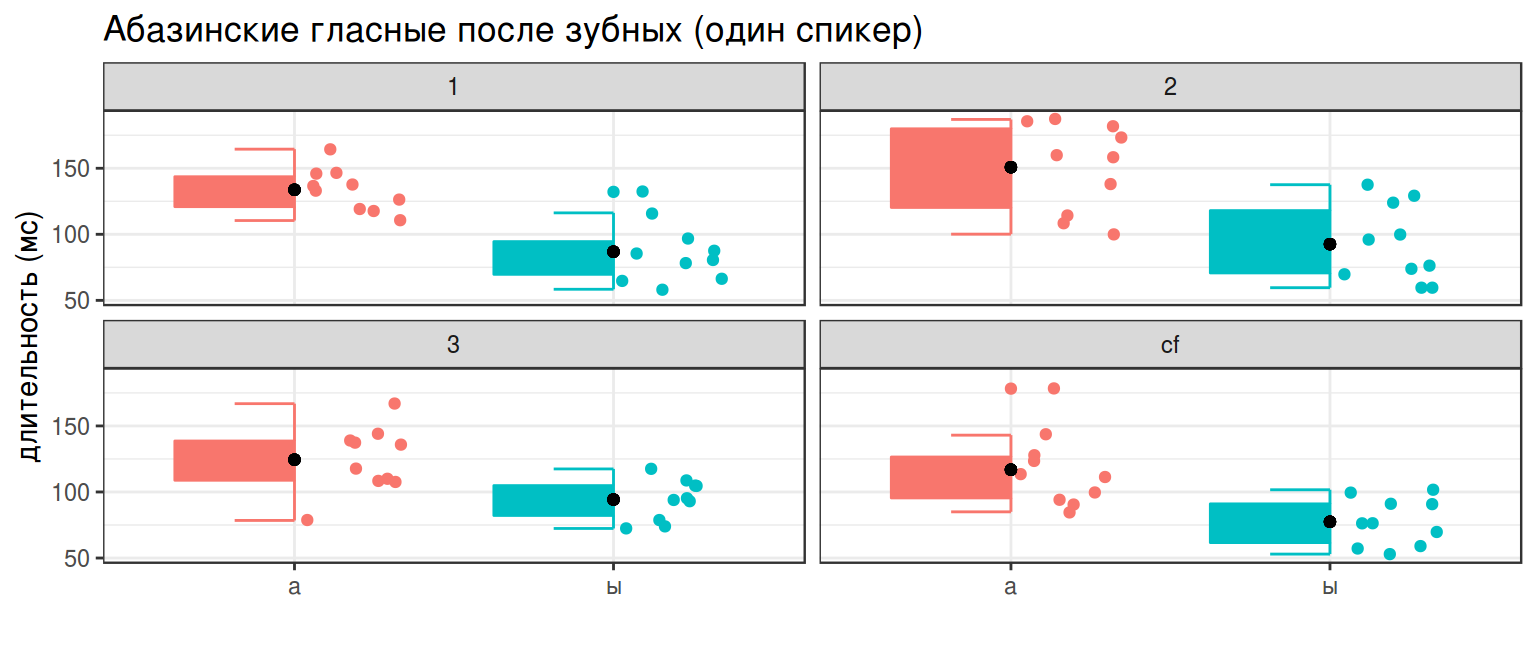 Абазинские гласные после зубных (один спикер)
1
2
150
100
50
3
cf
150
100
50
длительность (мс)
а
ы
а
ы